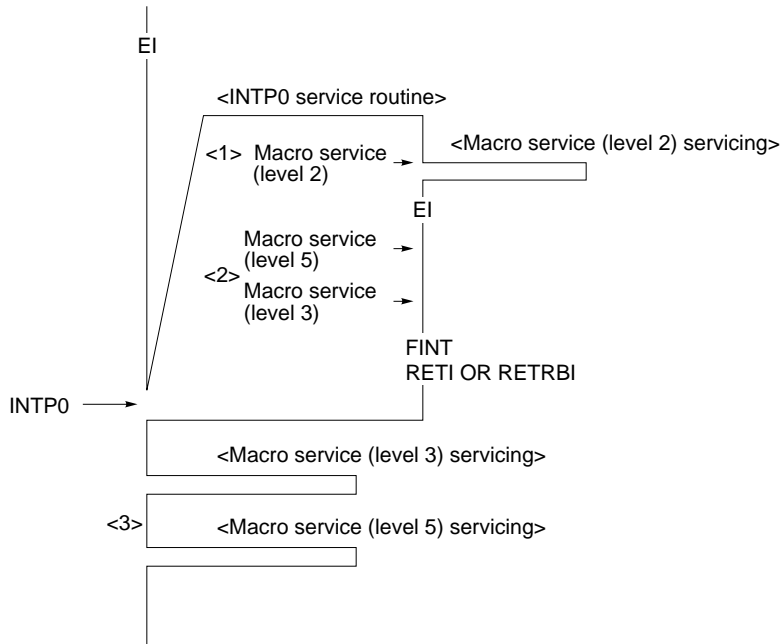 EI
<INTP0 service routine>
<1> Macro service
(level 2)
<Macro service (level 2) servicing>
EI
Macro service
(level 5)
<2>
Macro service
(level 3)
FINT
RETI OR RETRBI
INTP0
<Macro service (level 3) servicing>
<3>
<Macro service (level 5) servicing>